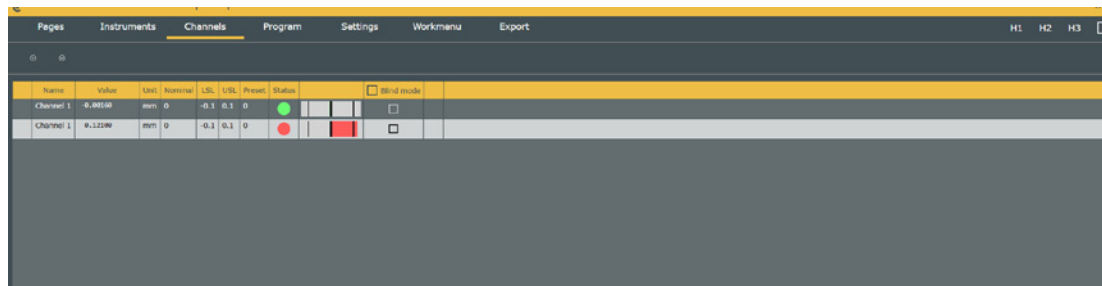 Pages Instruments Channels Program Settings Workmenu Export H1 H2 H3
Name Value Unit Nominal LSL USL Preset Status Blind mode
Channel 1 -0.00160 mm 0 -0.1 0.1 0
Channel 1 0.12100 mm 0 -0.1 0.1 0